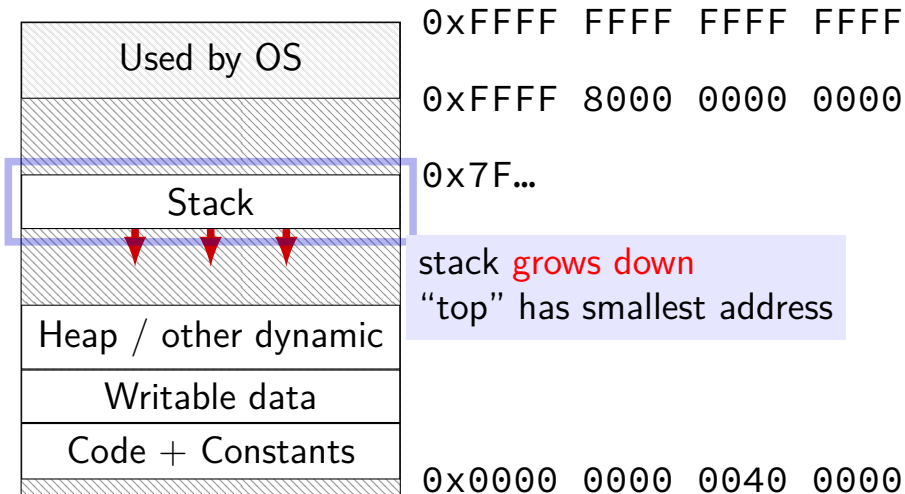 0xFFFF FFFF FFFF FFFF
Used by OS
0xFFFF 8000 0000 0000
0x7F…
Stack
stack grows down
“top” has smallest address
Heap / other dynamic
Writable data
Code + Constants
0x0000 0000 0040 0000